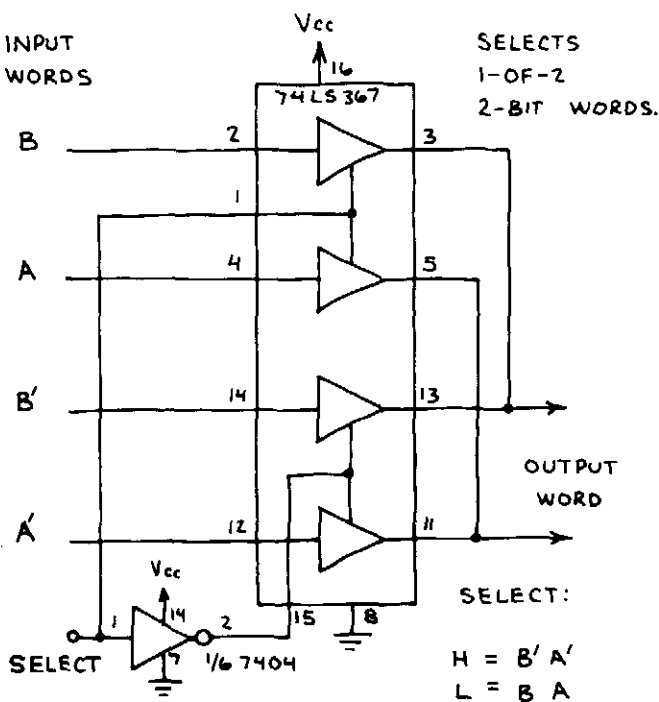 INPUT
WORDS
Vcc
16
74LS367
SELECTS
1-OF-2
2-BIT WORDS.
B
2
3
1
A
4
5
B'
14
13
OUTPUT
WORD
A'
12
11
Vcc
1
14
2
15
8
SELECT:
SELECT
7
1/6 7404
H = B' A'
L = B A